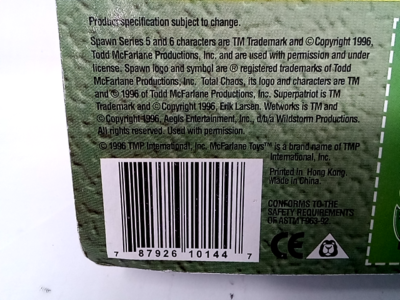 Product specification subject to change.
Spawn Series 5 and 6 characters are TM Trademark and © Copyright 1996,
Todd McFarlane Productions, Inc. and are used with permission and under
license. Spawn logo and symbol are ® registered trademarks of Todd
McFarlane Productions, Inc. Total Chaos, its logo and characters are TM
and ® 1996 of Todd McFarlane Productions, Inc. Superpatriot is TM
Trademark and © Copyright 1996, Erik Larsen. Wetworks is TM and
© Copyright 1996, Aegis Entertainment, Inc., d/b/a Wildstorm Productions.
All rights reserved. Used with permission.
© 1996 TMP International, Inc. McFarlane Toys™ is a brand name of TMP
International, Inc.
Printed in Hong Kong.
Made in China.
CONFORMS TO THE
SAFETY REQUIREMENTS
OF ASTM F963-92.
CE
7 87926 10144 7